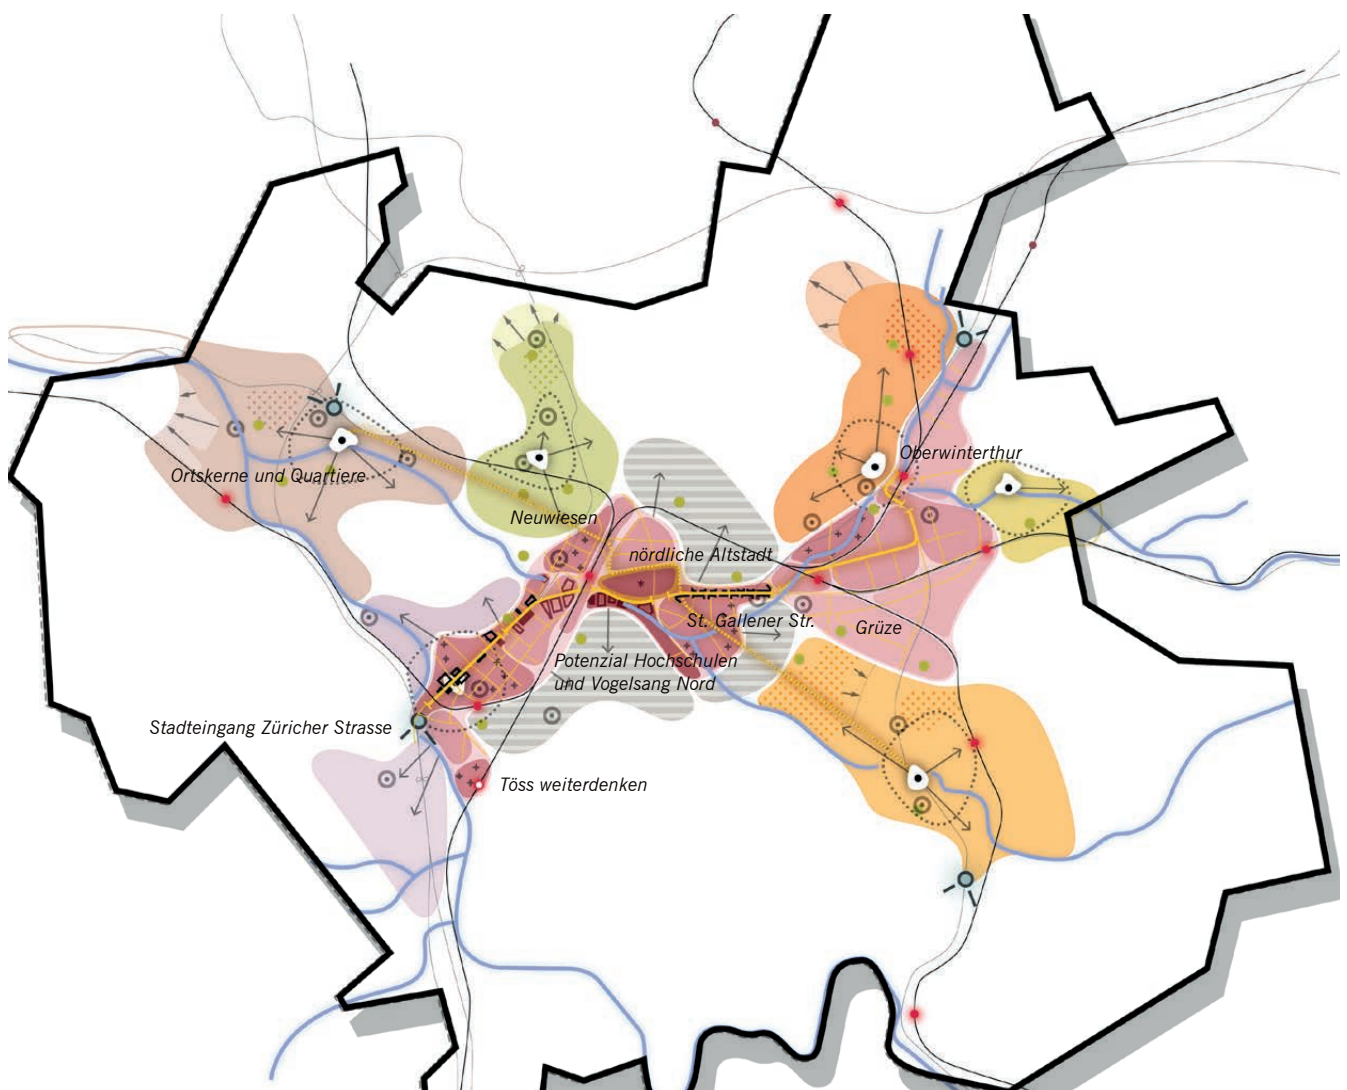 Oberwinterthur
Ortskerne und Quartiere
Neuwiesen
nördliche Altstadt
St. Gallener Str.
Grüze
Potenzial Hochschulen
und Vogelsang Nord
Stadteingang Züricher Strasse
Töss weiterdenken